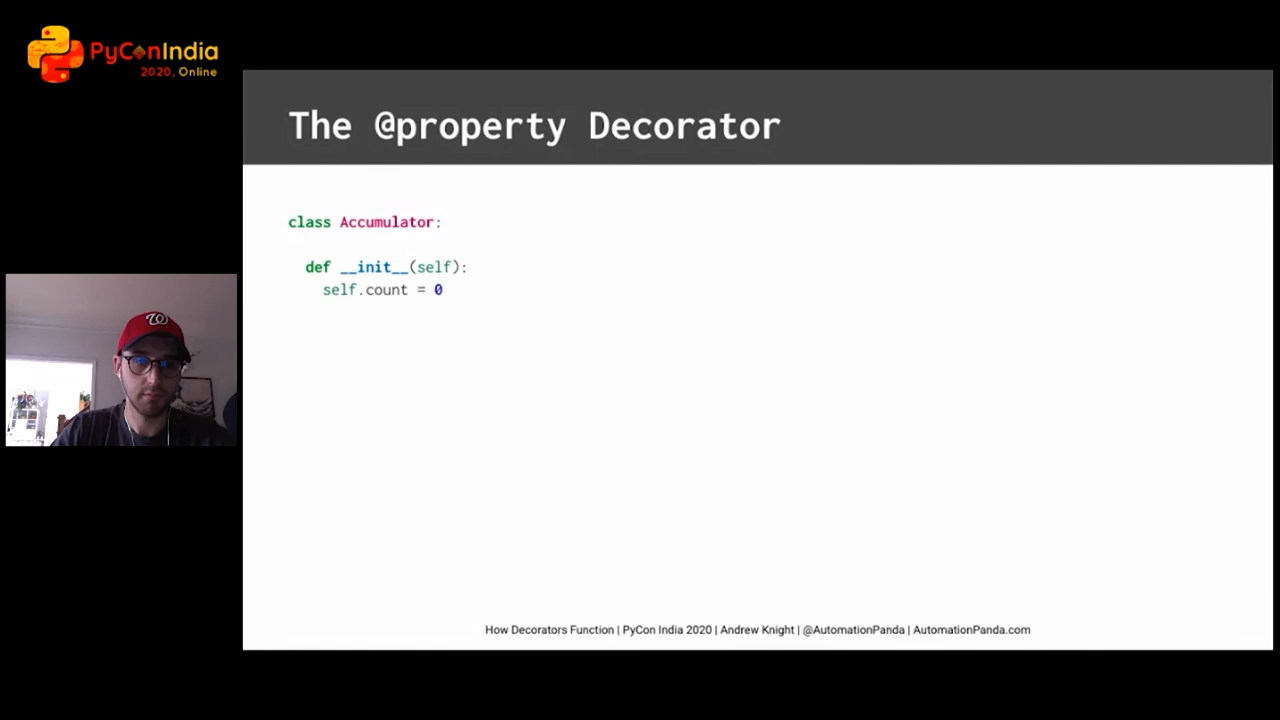 PyConIndia
2020, Online
The @property Decorator
class Accumulator:
def __init__(self):
self.count = 0
W
How Decorators Function | PyCon India 2020 | Andrew Knight | @AutomationPanda | AutomationPanda.com